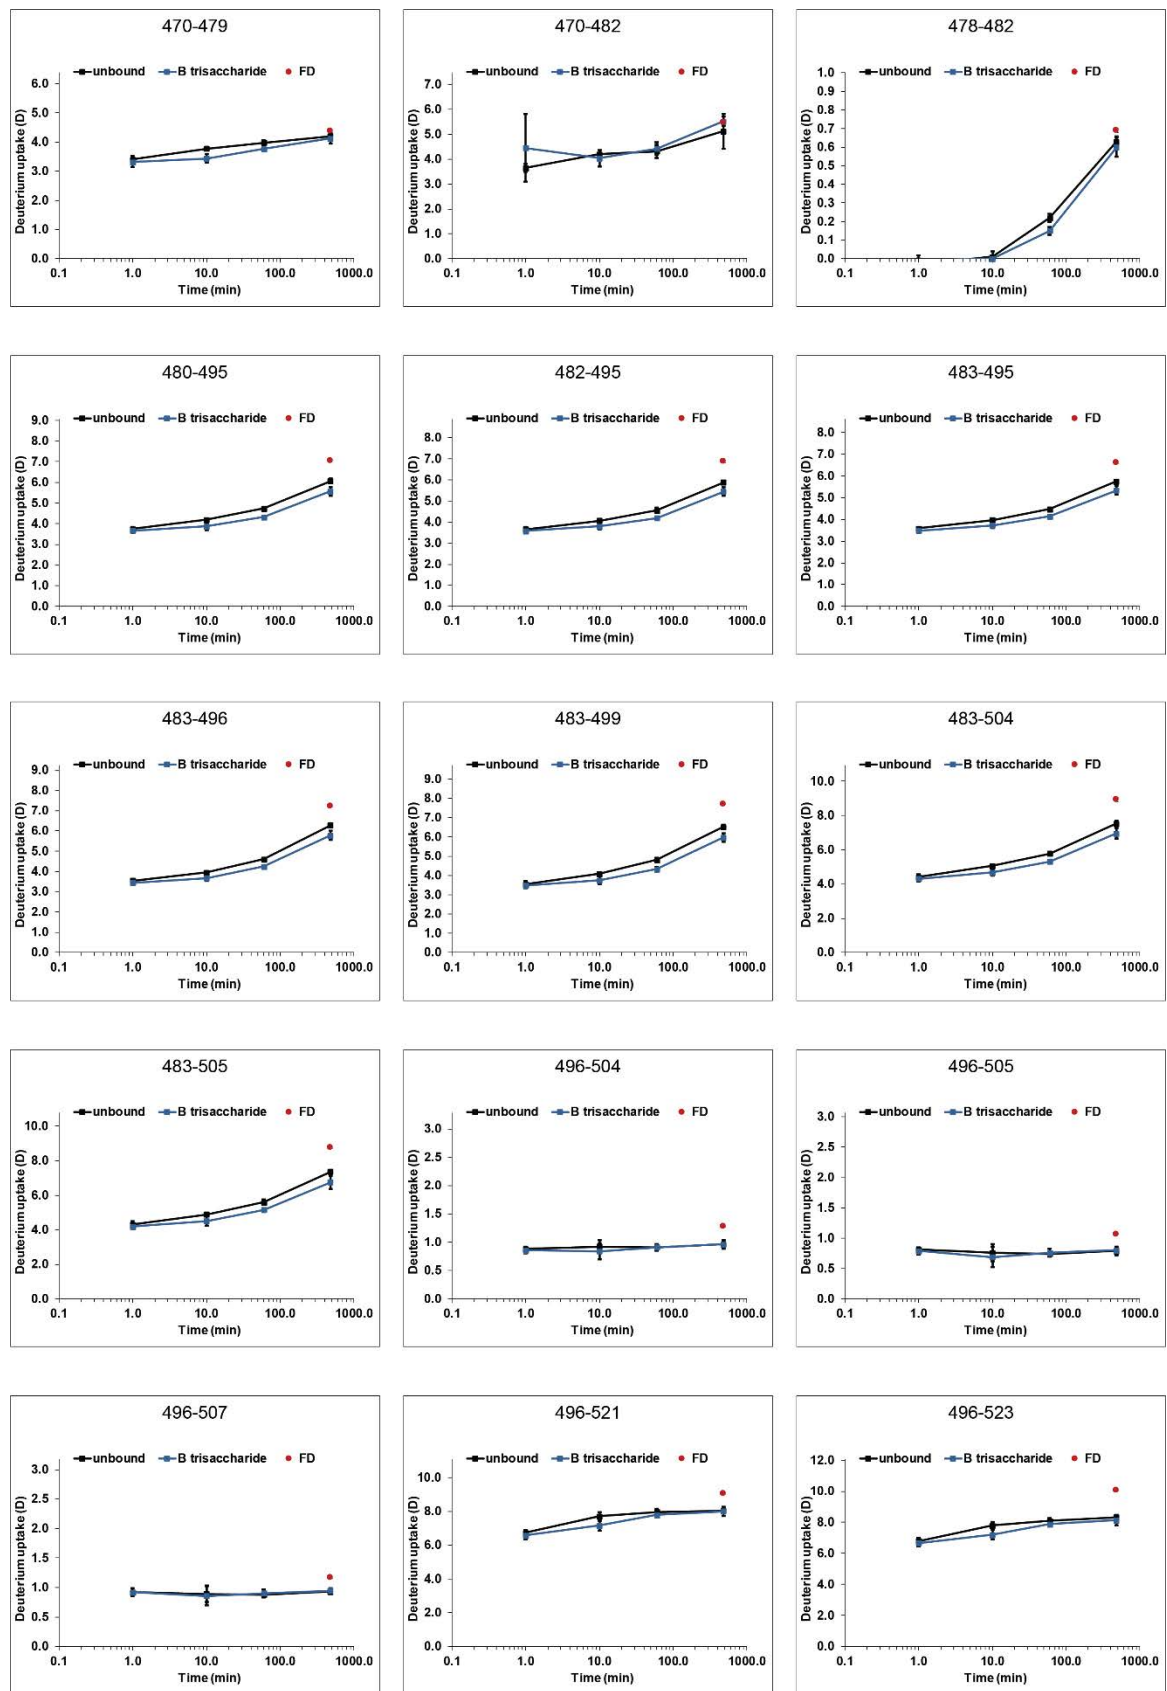 470-479
unbound B trisaccharide FD
Deuterium uptake (D)
6.0
5.0
4.0
3.0
2.0
1.0
0.0
0.1 1.0 10.0 100.0 1000.0
Time (min)
470-482
unbound B trisaccharide FD
Deuterium uptake (D)
7.0
6.0
5.0
4.0
3.0
2.0
1.0
0.0
0.1 1.0 10.0 100.0 1000.0
Time (min)
478-482
unbound B trisaccharide FD
Deuterium uptake (D)
1.0
0.9
0.8
0.7
0.6
0.5
0.4
0.3
0.2
0.1
0.0
0.1 1.0 10.0 100.0 1000.0
Time (min)
480-495
unbound B trisaccharide FD
Deuterium uptake (D)
9.0
8.0
7.0
6.0
5.0
4.0
3.0
2.0
1.0
0.0
0.1 1.0 10.0 100.0 1000.0
Time (min)
482-495
unbound B trisaccharide FD
Deuterium uptake (D)
8.0
7.0
6.0
5.0
4.0
3.0
2.0
1.0
0.0
0.1 1.0 10.0 100.0 1000.0
Time (min)
483-495
unbound B trisaccharide FD
Deuterium uptake (D)
8.0
7.0
6.0
5.0
4.0
3.0
2.0
1.0
0.0
0.1 1.0 10.0 100.0 1000.0
Time (min)
483-496
unbound B trisaccharide FD
Deuterium uptake (D)
9.0
8.0
7.0
6.0
5.0
4.0
3.0
2.0
1.0
0.0
0.1 1.0 10.0 100.0 1000.0
Time (min)
483-499
unbound B trisaccharide FD
Deuterium uptake (D)
9.0
8.0
7.0
6.0
5.0
4.0
3.0
2.0
1.0
0.0
0.1 1.0 10.0 100.0 1000.0
Time (min)
483-504
unbound B trisaccharide FD
Deuterium uptake (D)
10.0
8.0
6.0
4.0
2.0
0.0
0.1 1.0 10.0 100.0 1000.0
Time (min)
483-505
unbound B trisaccharide FD
Deuterium uptake (D)
10.0
8.0
6.0
4.0
2.0
0.0
0.1 1.0 10.0 100.0 1000.0
Time (min)
496-504
unbound B trisaccharide FD
Deuterium uptake (D)
3.0
2.5
2.0
1.5
1.0
0.5
0.0
0.1 1.0 10.0 100.0 1000.0
Time (min)
496-505
unbound B trisaccharide FD
Deuterium uptake (D)
3.0
2.5
2.0
1.5
1.0
0.5
0.0
0.1 1.0 10.0 100.0 1000.0
Time (min)
496-507
unbound B trisaccharide FD
Deuterium uptake (D)
3.0
2.5
2.0
1.5
1.0
0.5
0.0
0.1 1.0 10.0 100.0 1000.0
Time (min)
496-521
unbound B trisaccharide FD
Deuterium uptake (D)
10.0
8.0
6.0
4.0
2.0
0.0
0.1 1.0 10.0 100.0 1000.0
Time (min)
496-523
unbound B trisaccharide FD
Deuterium uptake (D)
12.0
10.0
8.0
6.0
4.0
2.0
0.0
0.1 1.0 10.0 100.0 1000.0
Time (min)